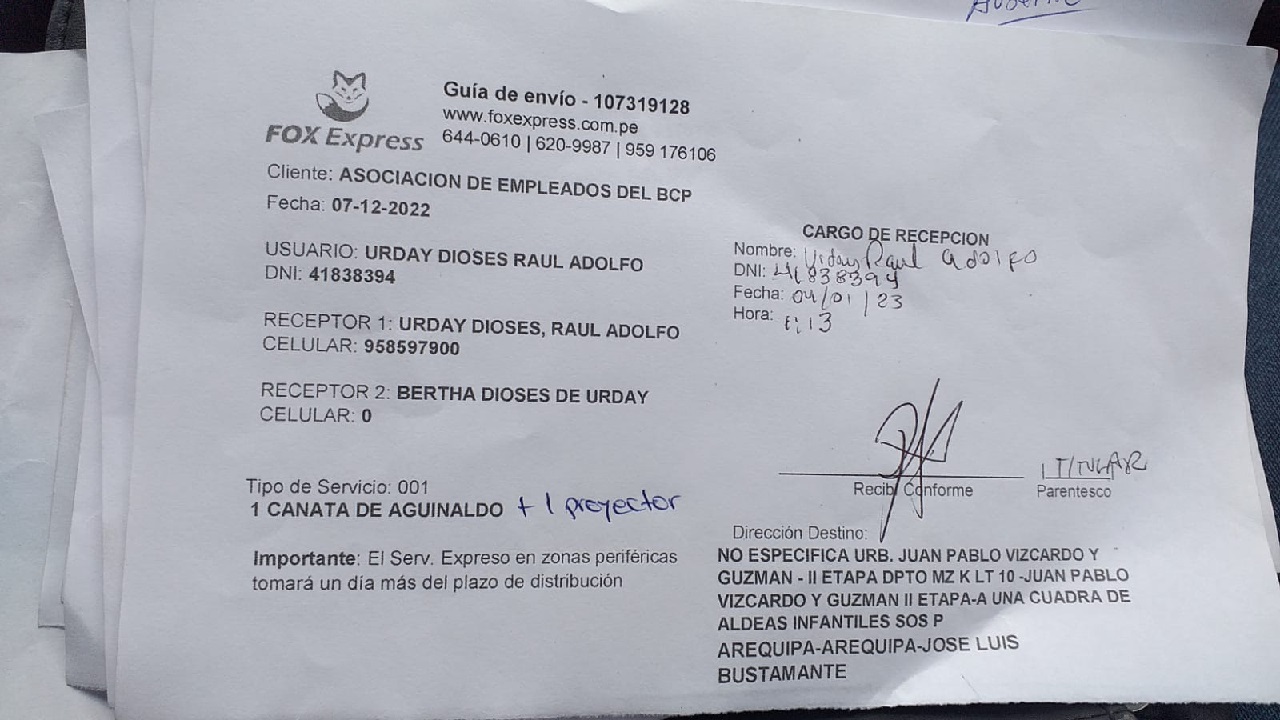 FOX Express
Guía de envío - 107319128
www.foxexpress.com.pe
644-0610 | 620-9987 | 959 176106
Cliente: ASOCIACION DE EMPLEADOS DEL BCP
Fecha: 07-12-2022
USUARIO: URDAY DIOSES RAUL ADOLFO
DNI: 41838394
RECEPTOR 1: URDAY DIOSES, RAUL ADOLFO
CELULAR: 958597900
RECEPTOR 2: BERTHA DIOSES DE URDAY
CELULAR: 0
Tipo de Servicio: 001
1 CANATA DE AGUINALDO + 1 proyector
Importante: El Serv. Expreso en zonas periféricas
tomará un día más del plazo de distribución
CARGO DE RECEPCION
Nombre: Urday Raul Adolfo
DNI: 41838394
Fecha: 04/01/23
Hora: 1:13
Recibi Conforme
TITULAR
Parentesco
Dirección Destino:
NO ESPECIFICA URB. JUAN PABLO VIZCARDO Y
GUZMAN - II ETAPA DPTO MZ K LT 10 -JUAN PABLO
VIZCARDO Y GUZMAN II ETAPA-A UNA CUADRA DE
ALDEAS INFANTILES SOS P
AREQUIPA-AREQUIPA-JOSE LUIS
BUSTAMANTE